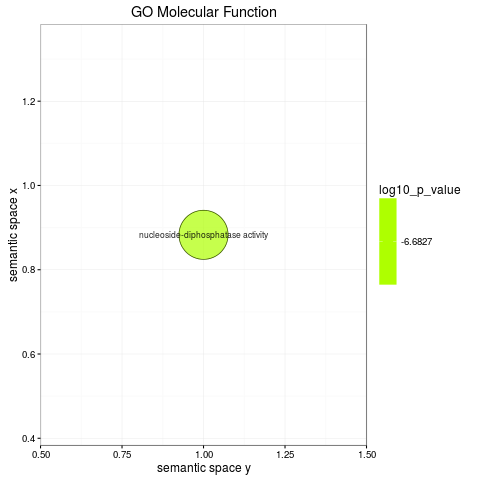 GO Molecular Function
semantic space x
1.2
1.0
0.8
0.6
0.4
nucleoside-diphosphatase activity
0.50
0.75
1.00
1.25
1.50
semantic space y
log10_p_value
-6.6827